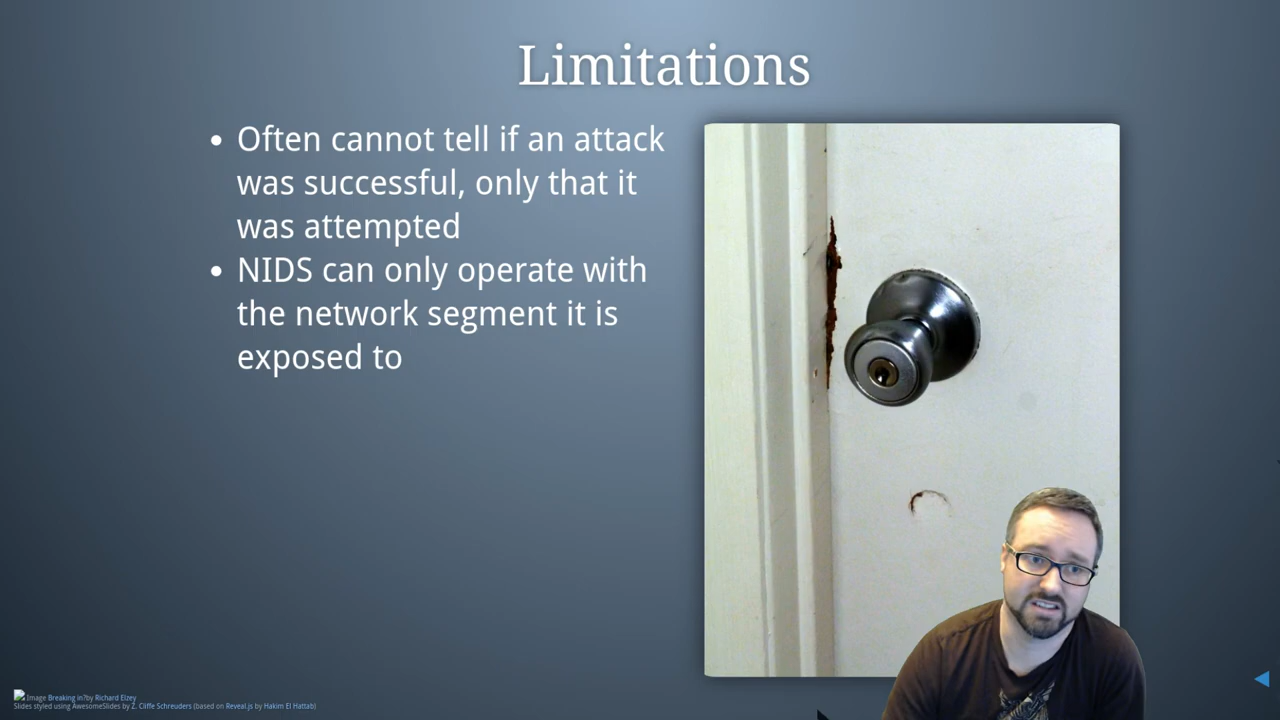 Limitations
• Often cannot tell if an attack
was successful, only that it
was attempted
• NIDS can only operate with
the network segment it is
exposed to
Image Breaking in?by Richard Elzey
Slides styled using AwesomeSlides by Z. Cliffe Schreuders (based on Reveal.js by Hakim El Hattab)